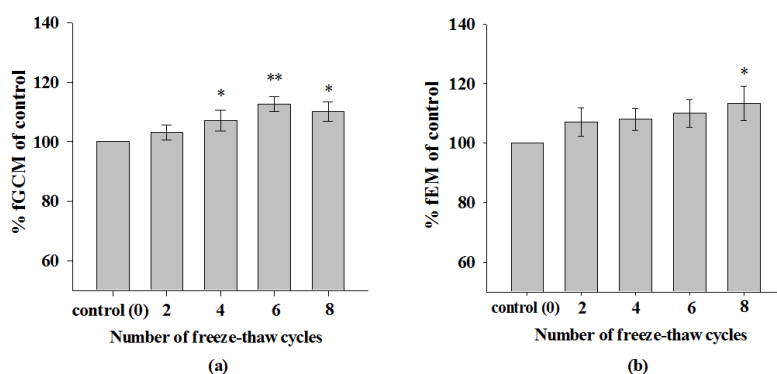 140
120
100
80
60
% fGCM of control
*
**
*
control (0) 2 4 6 8
Number of freeze-thaw cycles
(a)
140
120
100
80
60
% fEM of control
*
control (0) 2 4 6 8
Number of freeze-thaw cycles
(b)